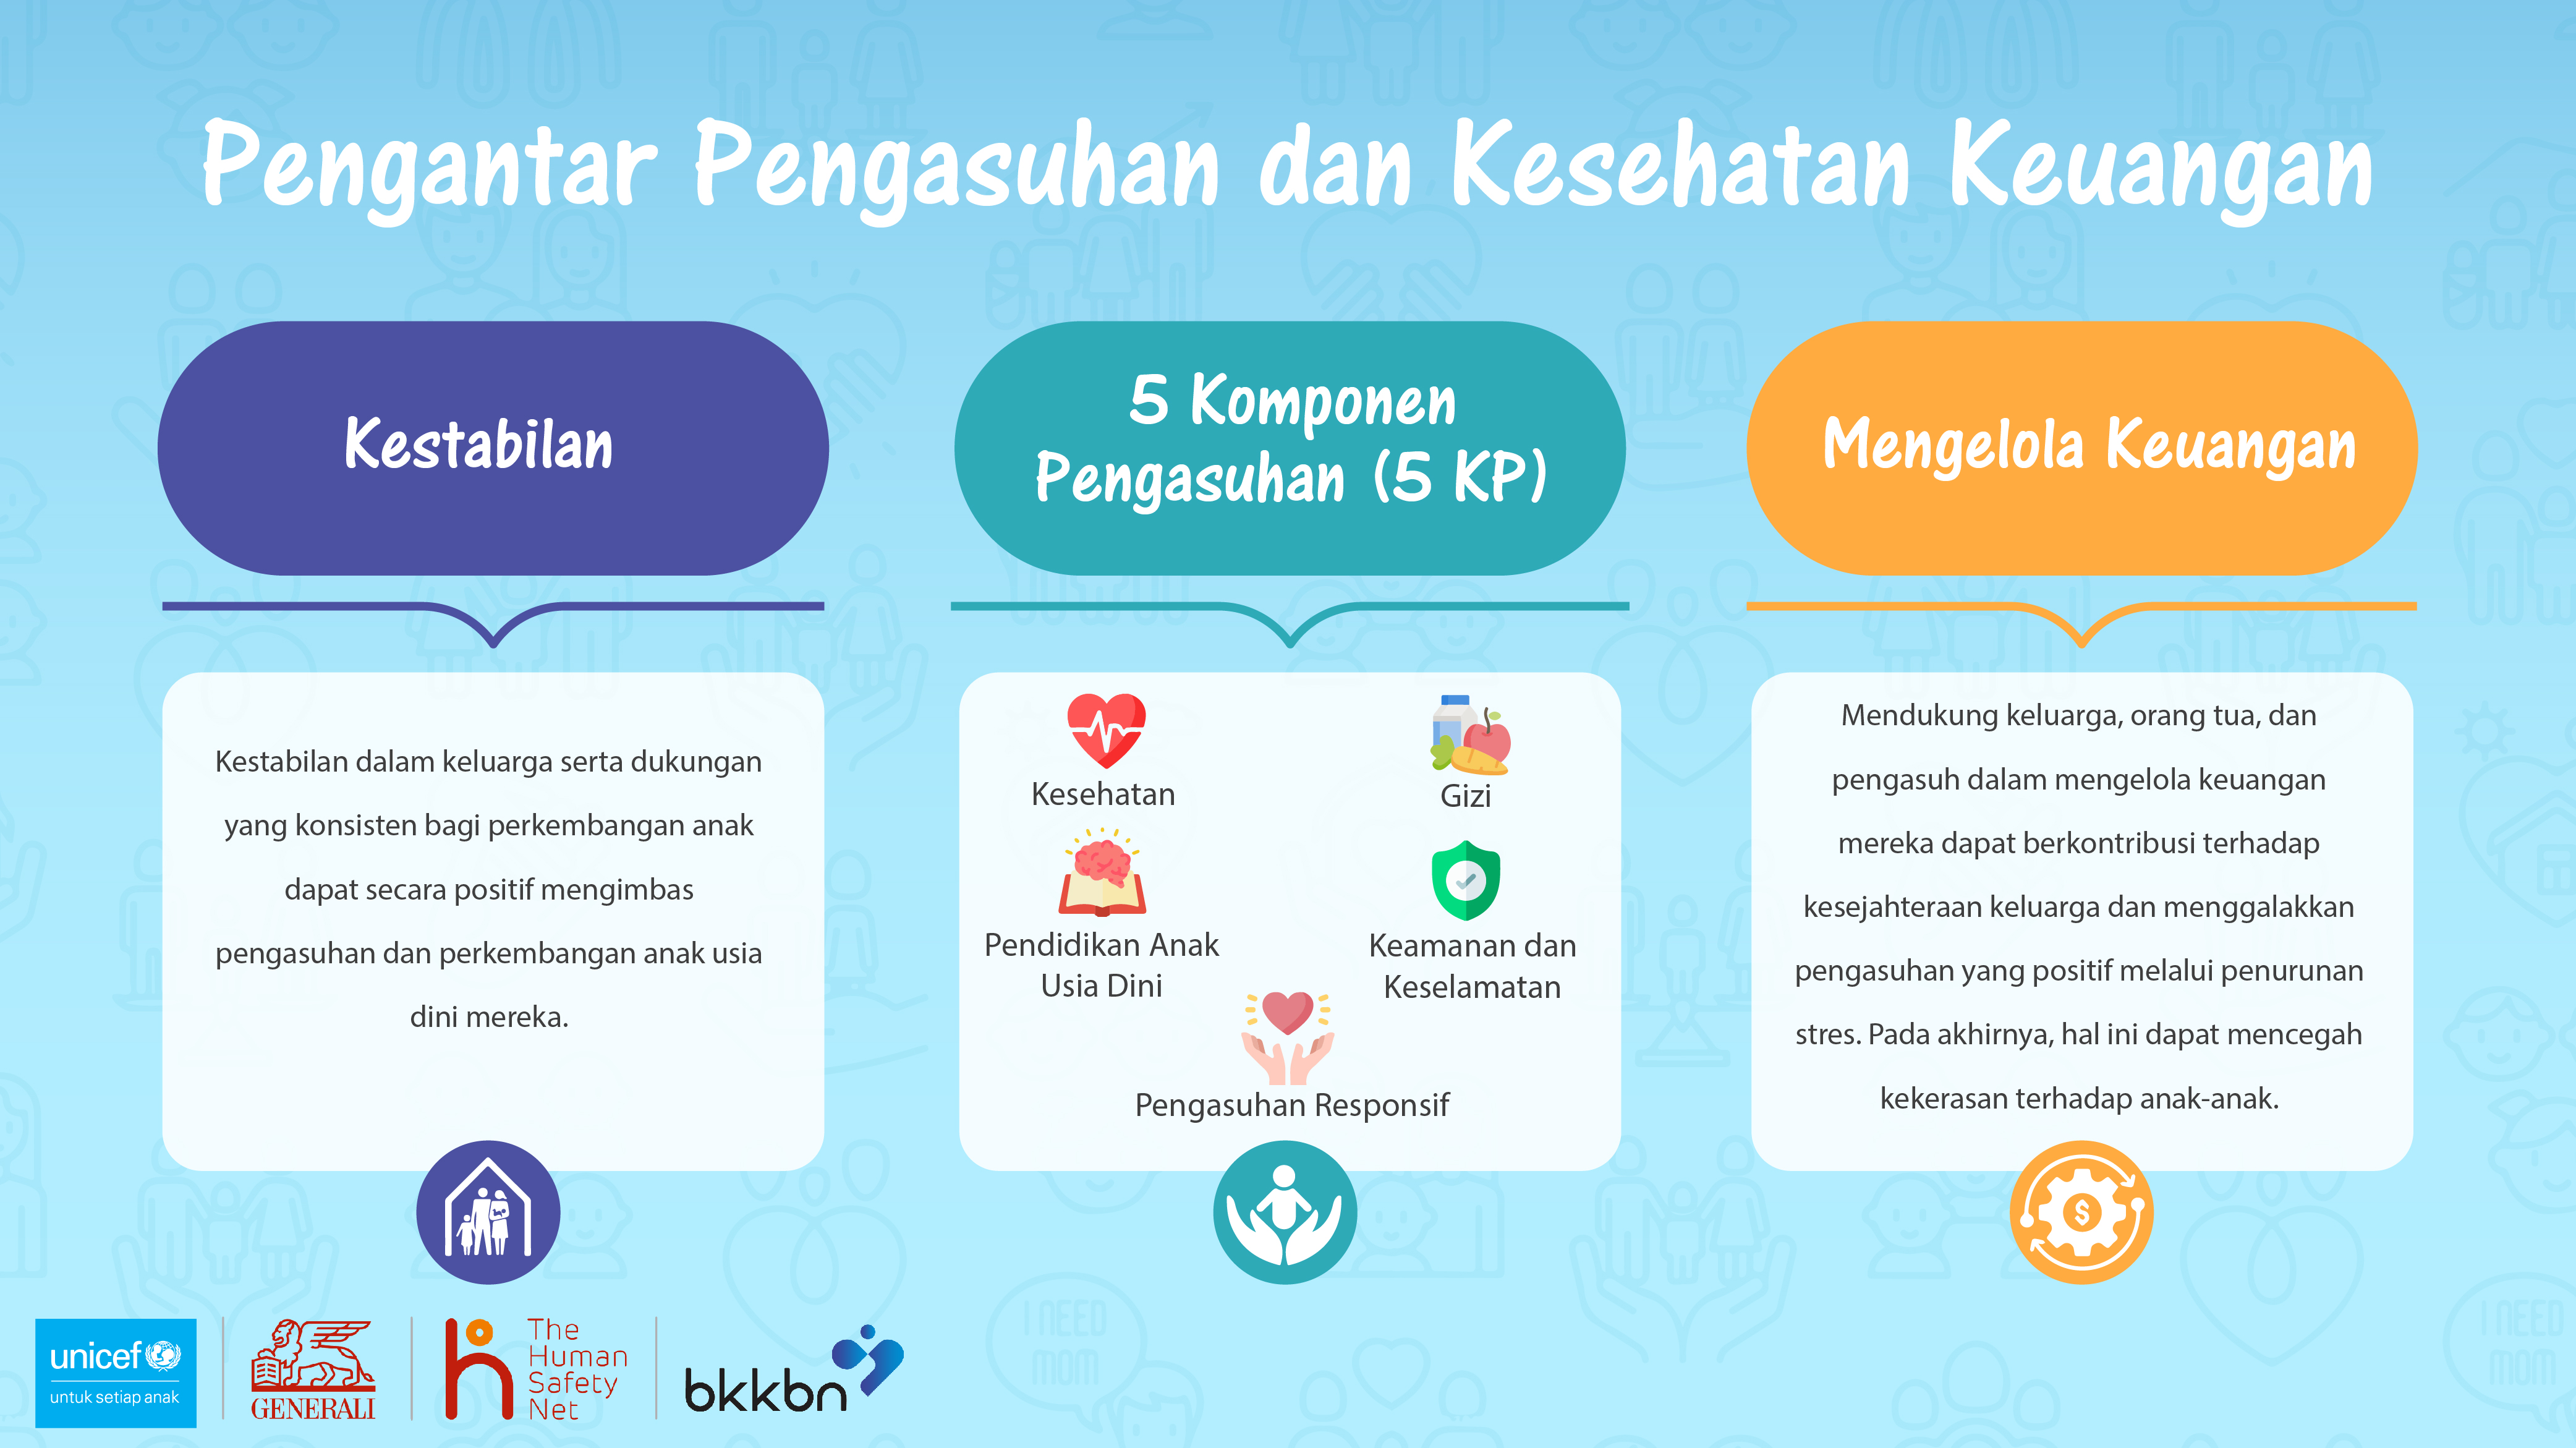 Pengantar Pengasuhan dan Kesehatan Keuangan
Kestabilan
Kestabilan dalam keluarga serta dukungan
yang konsisten bagi perkembangan anak
dapat secara positif mengimbas
pengasuhan dan perkembangan anak usia
dini mereka.
5 Komponen
Pengasuhan (5 KP)
Kesehatan
Gizi
Pendidikan Anak
Usia Dini
Keamanan dan
Keselamatan
Pengasuhan Responsif
Mengelola Keuangan
Mendukung keluarga, orang tua, dan
pengasuh dalam mengelola keuangan
mereka dapat berkontribusi terhadap
kesejahteraan keluarga dan menggalakkan
pengasuhan yang positif melalui penurunan
stres. Pada akhirnya, hal ini dapat mencegah
kekerasan terhadap anak-anak.
$
unicef
untuk setiap anak
GENERALI
The
Human
Safety
Net
bkkbn
I NEED
MOM
I NEED
MOM